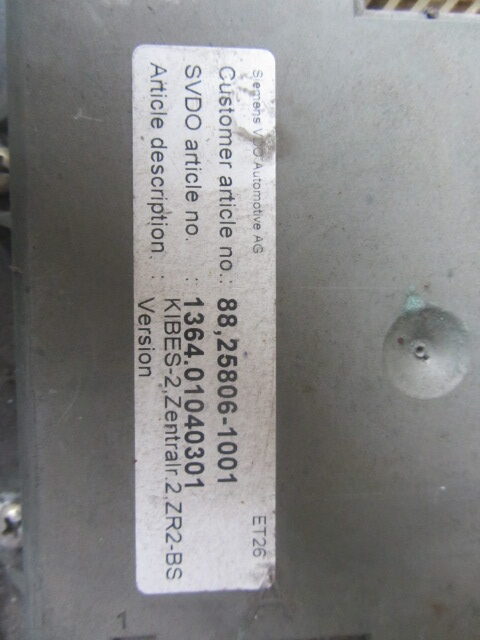 Siemens VDO Automotive AG ET26
Customer article no.: 88,25806-1001
SVDO article no. : 1364.01040301
Article description : KIBES-2,Zentralr.2,ZR2-BS
Version
1